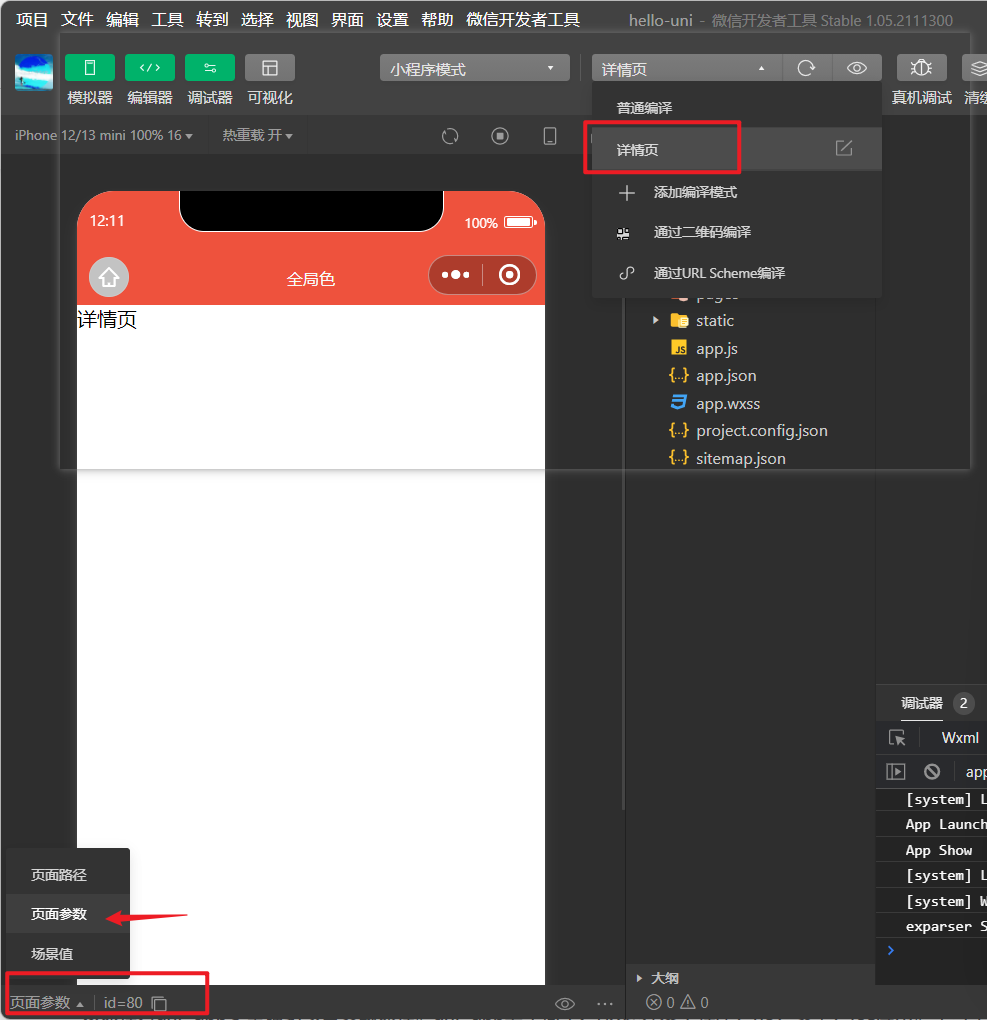 项目 文件 编辑 工具 转到 选择 视图 界面 设置 帮助 微信开发者工具 hello-uni - 微信开发者工具 Stable 1.05.2111300
小程序模式 详情页
模拟器 编辑器 调试器 可视化 真机调试
普通编译
iPhone 12/13 mini 100% 16 热重载 开
详情页
添加编译模式
通过二维码编译
通过URL Scheme编译
12:11 100%
全局色
详情页
pages
static
app.js
app.json
app.wxss
project.config.json
sitemap.json
调试器 2
Wxml
app
[system] L
App Launch
App Show
[system] L
[system] W
exparser S
页面路径
页面参数
场景值
大纲
页面参数 id=80
0 0